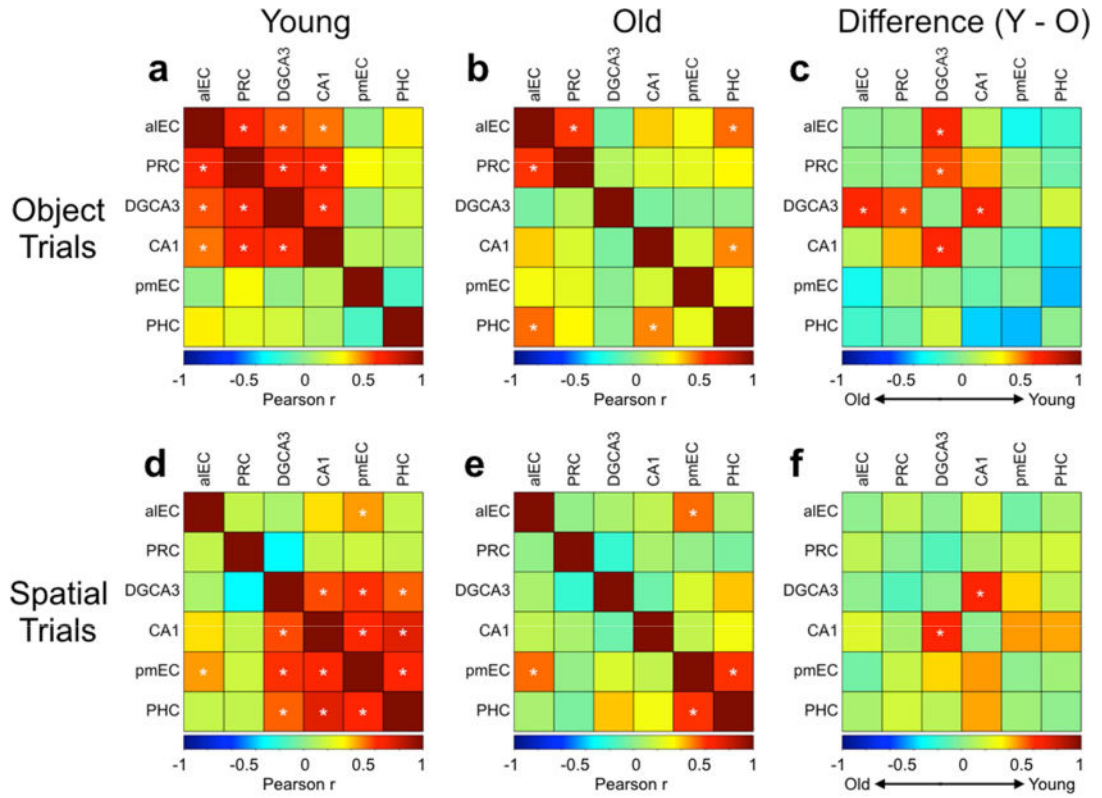 Young Old Difference (Y - O)
a b c
alEC PRC DGCA3 CA1 pmEC PHC alEC PRC DGCA3 CA1 pmEC PHC alEC PRC DGCA3 CA1 pmEC PHC
Object
Trials
alEC * * * alEC * * alEC *
PRC * * * PRC * PRC *
DGCA3 * * * DGCA3 DGCA3 * * *
CA1 * * * CA1 * CA1 *
pmEC pmEC pmEC
PHC PHC * * PHC
-1 -0.5 0 0.5 1 -1 -0.5 0 0.5 1 -1 -0.5 0 0.5 1
Pearson r Pearson r Old Young
d e f
alEC PRC DGCA3 CA1 pmEC PHC alEC PRC DGCA3 CA1 pmEC PHC alEC PRC DGCA3 CA1 pmEC PHC
Spatial
Trials
alEC * alEC * alEC
PRC PRC PRC
DGCA3 * * * DGCA3 DGCA3 *
CA1 * * * CA1 CA1 *
pmEC * * * * pmEC * * pmEC
PHC * * * PHC * PHC
-1 -0.5 0 0.5 1 -1 -0.5 0 0.5 1 -1 -0.5 0 0.5 1
Pearson r Pearson r Old Young